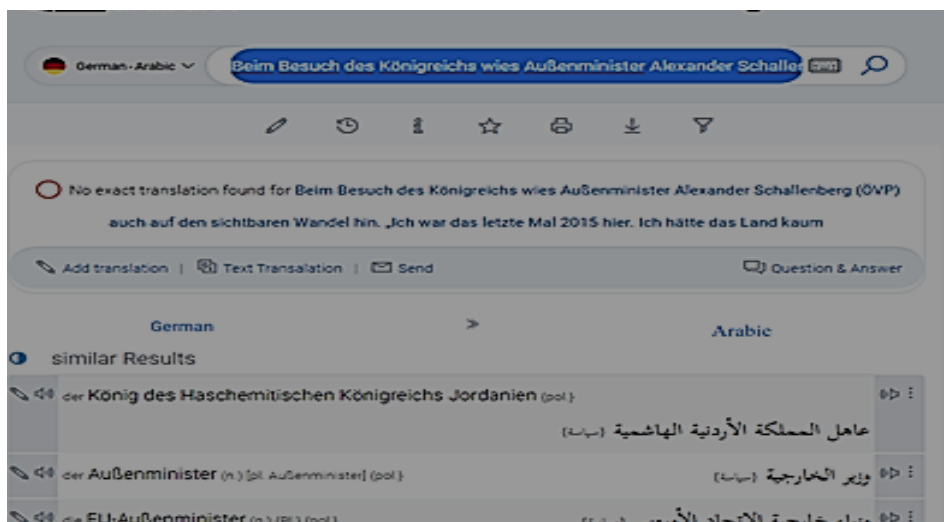 German-Arabic Beim Besuch des Königreichs wies Außenminister Alexander Schallen
No exact translation found for Beim Besuch des Königreichs wies Außenminister Alexander Schallenberg (ÖVP)
auch auf den sichtbaren Wandel hin. „Ich war das letzte Mal 2015 hier. Ich hätte das Land kaum
Add translation | Text Transalation | Send Question & Answer
German » Arabic
similar Results
der König des Haschemitischen Königreichs Jordanien {pol.}
عاهل المملكة الأردنية الهاشمية {سياسة}
der Außenminister (n.) [pl. Außenminister] {pol.} وزير الخارجية {سياسة}
EU-Außenminister